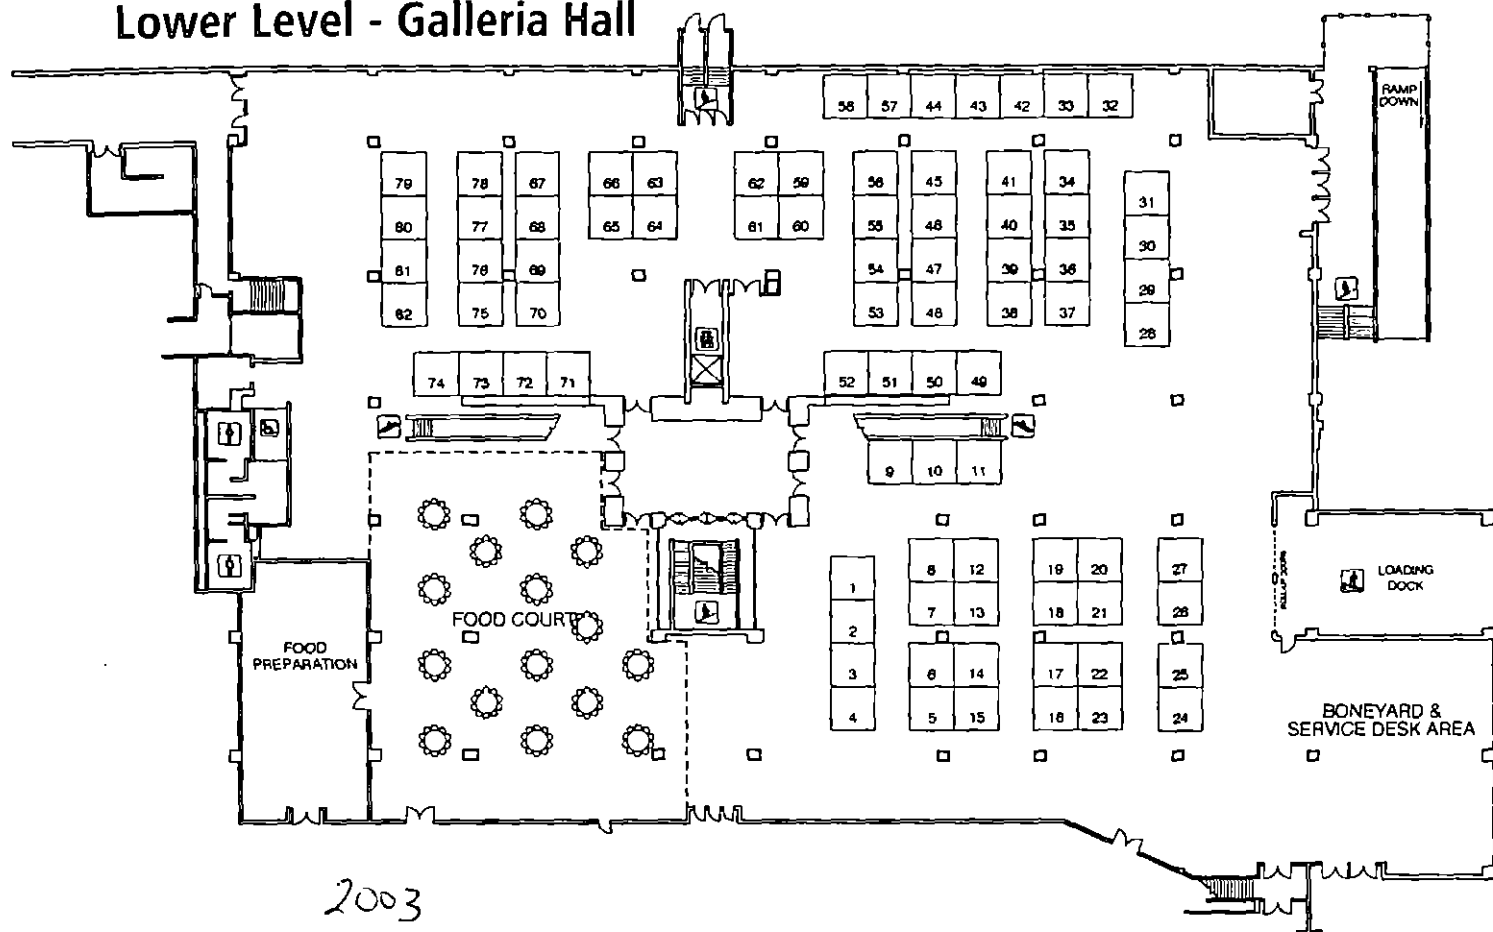 Lower Level - Galleria Hall
RAMP
DOWN
58 57 44 43 42 33 32
79 78 67 66 63 62 59 56 45 41 34
31
80 77 68 65 64 61 60 55 46 40 35
30
81 76 69 54 47 39 36
29
82 75 70 53 48 38 37
28
74 73 72 71 52 51 50 49
9 10 11
1 8 12 19 20 27
2 7 13 18 21 26
3 6 14 17 22 25
4 5 15 16 23 24
ROLL-UP DOORS
LOADING
DOCK
FOOD COURT
FOOD
PREPARATION
BONEYARD &
SERVICE DESK AREA
2003